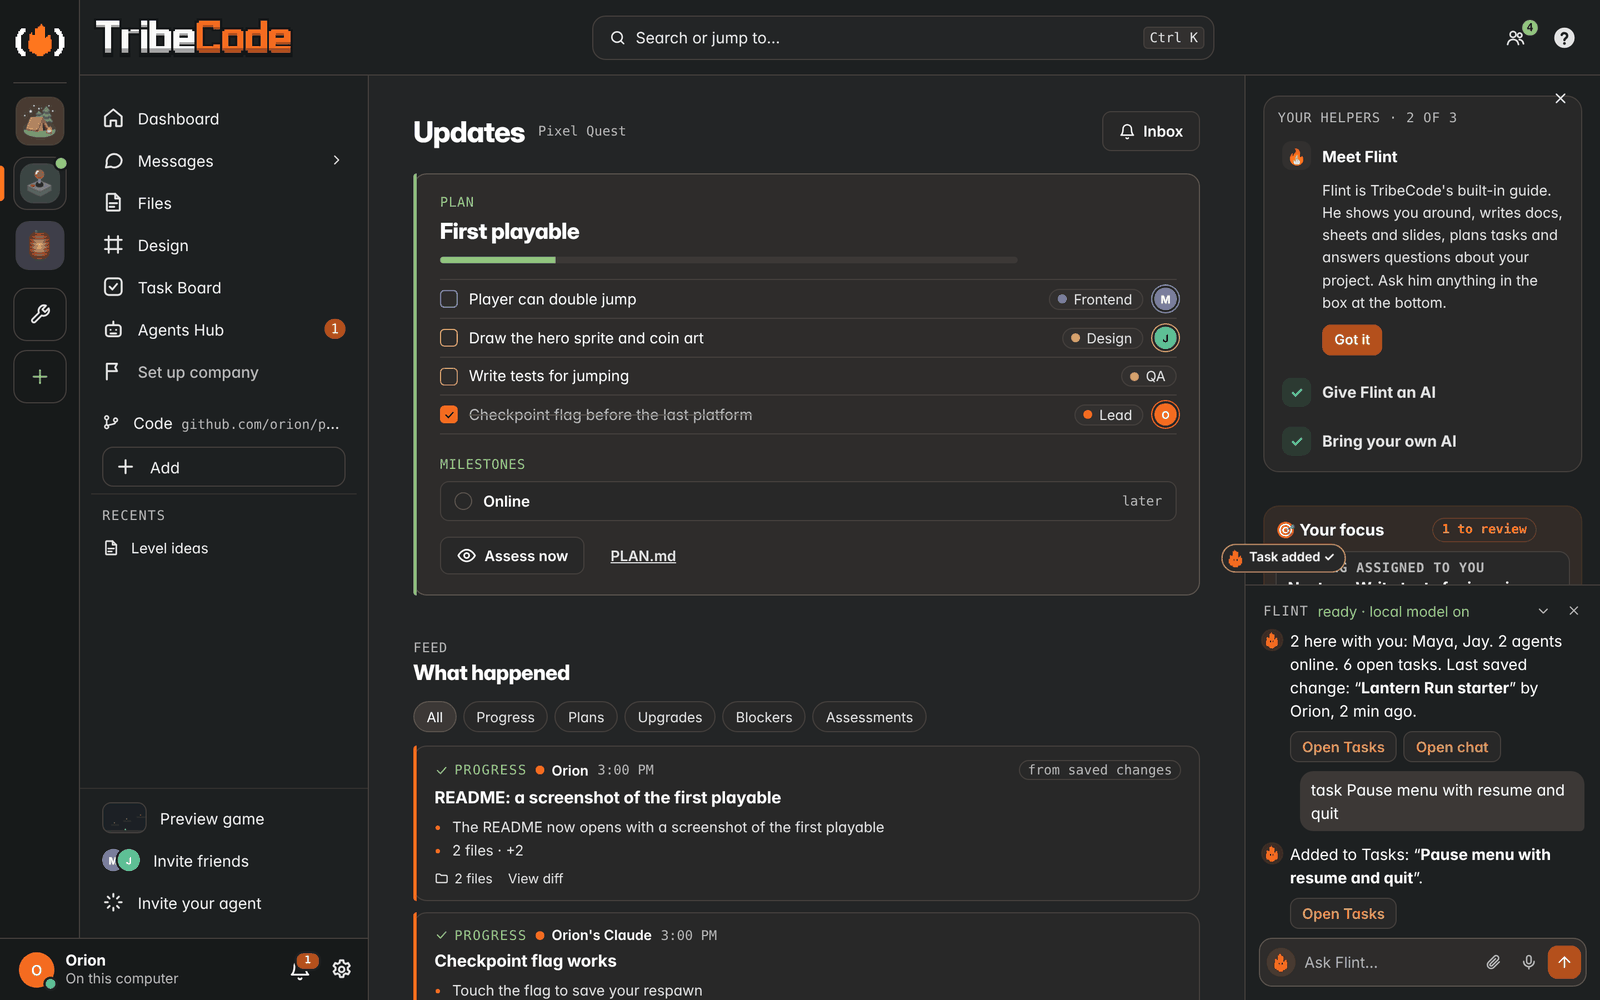 TribeCode
Search or jump to...
Ctrl K
4
Dashboard
Messages
Files
Design
Task Board
Agents Hub
1
Set up company
Code github.com/orion/p...
Add
RECENTS
Level ideas
Preview game
M J Invite friends
Invite your agent
O
Orion
On this computer
1
Updates Pixel Quest
Inbox
PLAN
First playable
Player can double jump Frontend M
Draw the hero sprite and coin art Design J
Write tests for jumping QA
Checkpoint flag before the last platform Lead O
MILESTONES
Online later
Assess now PLAN.md
FEED
What happened
All Progress Plans Upgrades Blockers Assessments
PROGRESS Orion 3:00 PM from saved changes
README: a screenshot of the first playable
• The README now opens with a screenshot of the first playable
• 2 files · +2
2 files View diff
PROGRESS Orion's Claude 3:00 PM
Checkpoint flag works
• Touch the flag to save your respawn
YOUR HELPERS · 2 OF 3
Meet Flint
Flint is TribeCode's built-in guide.
He shows you around, writes docs,
sheets and slides, plans tasks and
answers questions about your
project. Ask him anything in the
box at the bottom.
Got it
Give Flint an AI
Bring your own AI
Your focus 1 to review
Task added ✓
ASSIGNED TO YOU
FLINT ready · local model on
2 here with you: Maya, Jay. 2 agents
online. 6 open tasks. Last saved
change: “Lantern Run starter” by
Orion, 2 min ago.
Open Tasks Open chat
task Pause menu with resume and
quit
Added to Tasks: “Pause menu with
resume and quit”.
Open Tasks
Ask Flint...